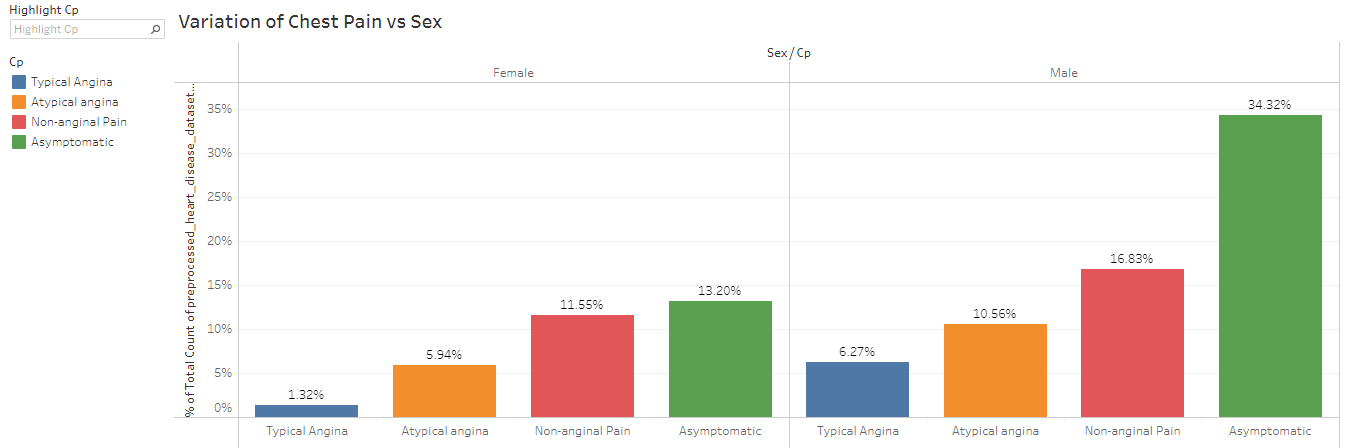 Highlight Cp
Highlight Cp
Cp
Typical Angina
Atypical angina
Non-anginal Pain
Asymptomatic
Variation of Chest Pain vs Sex
Sex / Cp
Female
Male
% of Total Count of preprocessed_heart_disease_dataset...
35%
30%
25%
20%
15%
10%
5%
0%
1.32%
5.94%
11.55%
13.20%
6.27%
10.56%
16.83%
34.32%
Typical Angina
Atypical angina
Non-anginal Pain
Asymptomatic
Typical Angina
Atypical angina
Non-anginal Pain
Asymptomatic